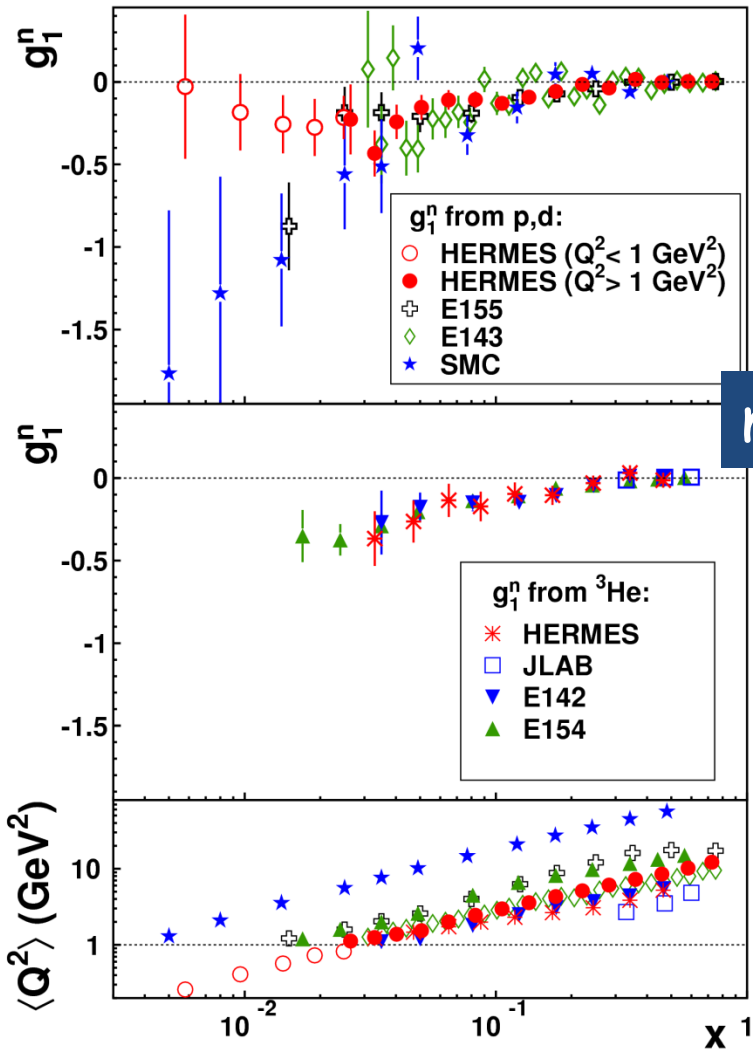 g₁ⁿ
0
-0.5
-1
-1.5
g₁ⁿ from p,d:
HERMES (Q² < 1 GeV²)
HERMES (Q² > 1 GeV²)
E155
E143
SMC
g₁ⁿ
0
-0.5
-1
-1.5
g₁ⁿ from ³He:
HERMES
JLAB
E142
E154
⟨Q²⟩ (GeV²)
10
1
10⁻² 10⁻¹ 1
x